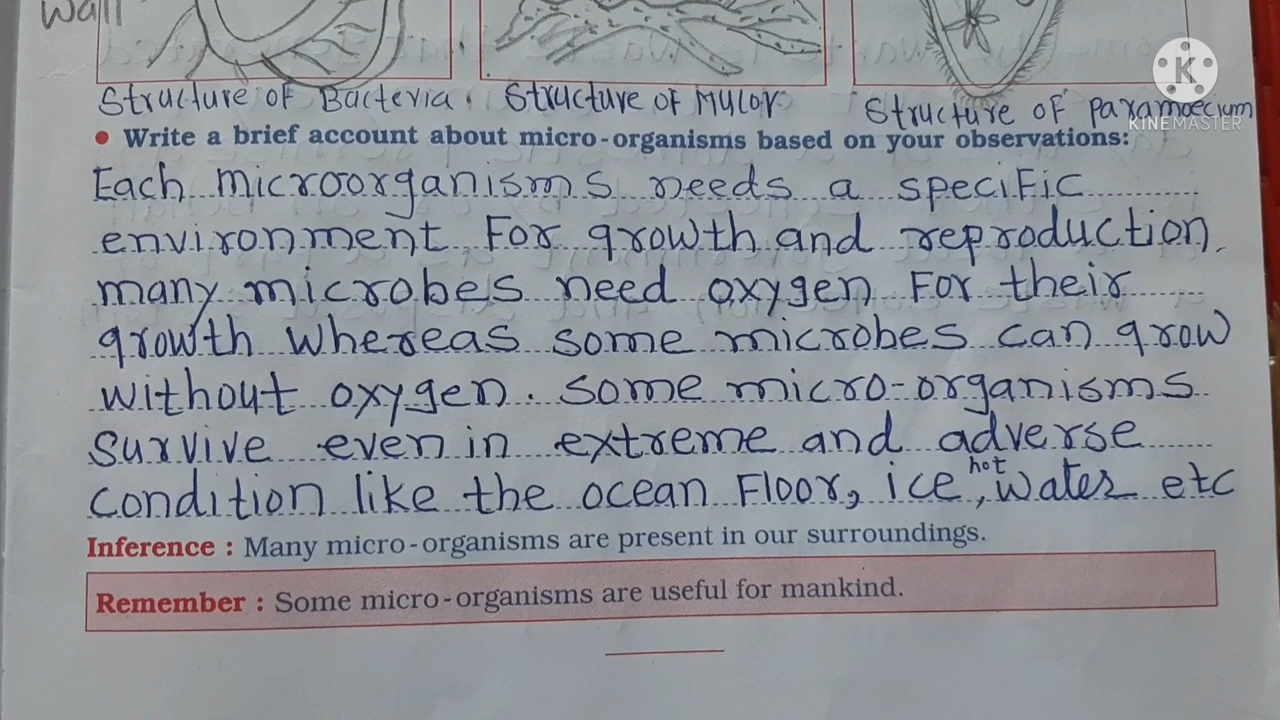 Wall
Structure of Bacteria. Structure of Mucor Structure of Paramoecium
KINEMASTER
• Write a brief account about micro-organisms based on your observations:
Each microorganisms needs a specific
environment For growth and reproduction.
many microbes need oxygen For their
growth whereas some microbes can grow
without oxygen. Some micro-organisms
survive even in extreme and adverse
condition like the ocean Floor, ice, hot water etc
Inference : Many micro-organisms are present in our surroundings.
Remember : Some micro-organisms are useful for mankind.